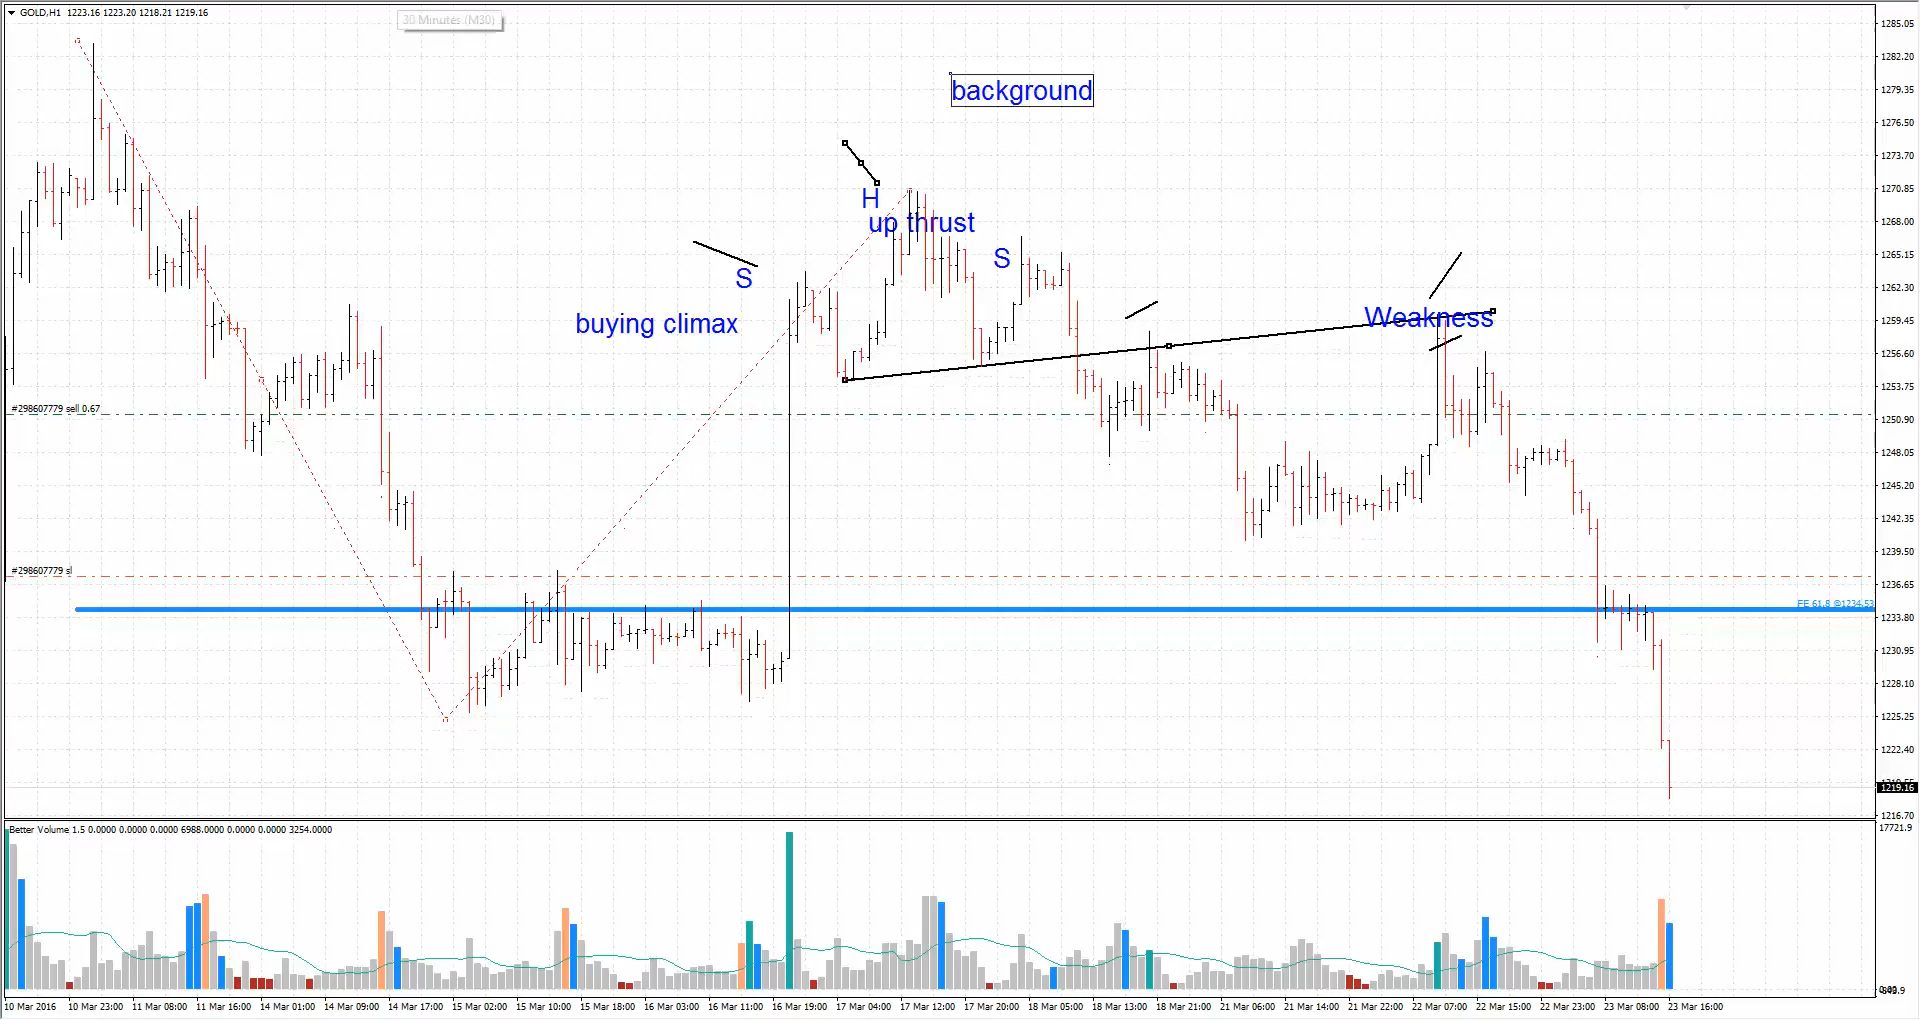 GOLD,H1 1223.16 1223.20 1218.21 1219.16
30 Minutes (M30)
background
H
up thrust
S
S
buying climax
Weakness
#298607779 sell 0.67
#298607779 sl
FE 61.8 @1234.53
1285.05
1282.20
1279.35
1276.50
1273.70
1270.85
1268.00
1265.15
1262.30
1259.45
1256.60
1253.75
1250.90
1248.05
1245.20
1242.35
1239.50
1236.65
1233.80
1230.95
1228.10
1225.25
1222.40
1219.16
1216.70
Better Volume 1.5 0.0000 0.0000 0.0000 6988.0000 0.0000 0.0000 3254.0000
17721.9
10 Mar 2016
10 Mar 23:00
11 Mar 08:00
11 Mar 16:00
14 Mar 01:00
14 Mar 09:00
14 Mar 17:00
15 Mar 02:00
15 Mar 10:00
15 Mar 18:00
16 Mar 03:00
16 Mar 11:00
16 Mar 19:00
17 Mar 04:00
17 Mar 12:00
17 Mar 20:00
18 Mar 05:00
18 Mar 13:00
18 Mar 21:00
21 Mar 06:00
21 Mar 14:00
21 Mar 22:00
22 Mar 07:00
22 Mar 15:00
22 Mar 23:00
23 Mar 08:00
23 Mar 16:00